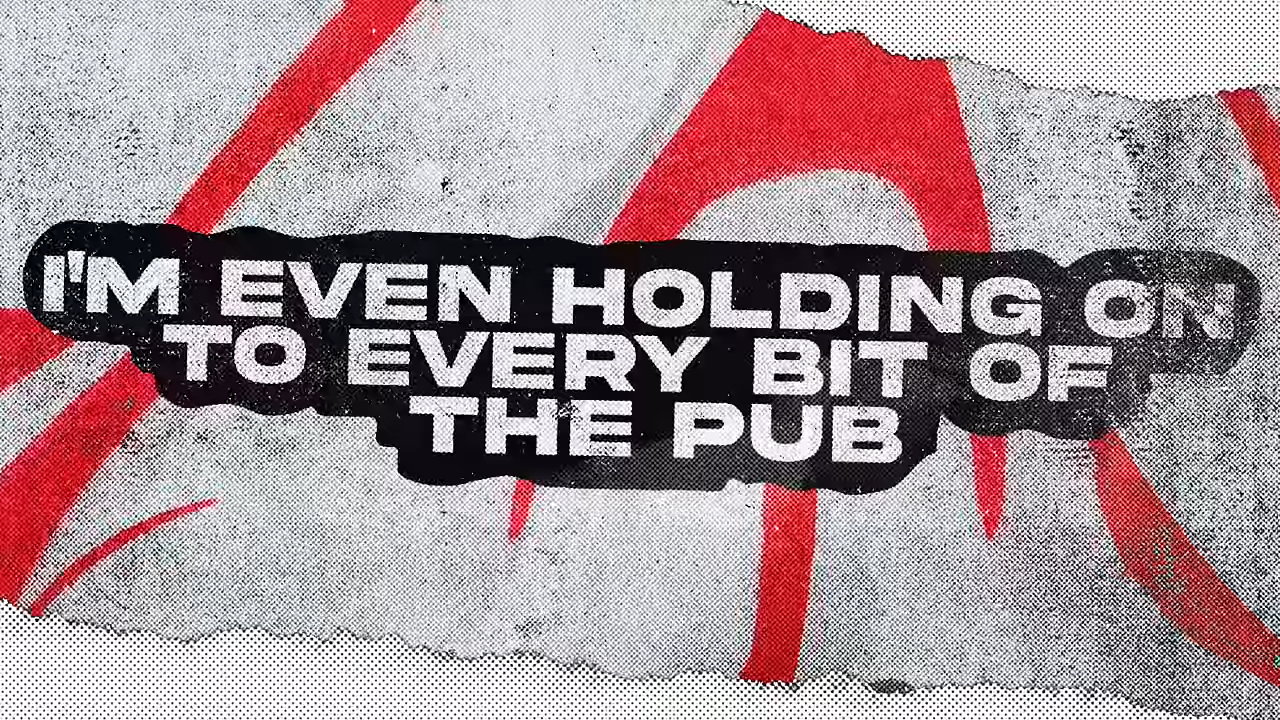 I'M EVEN HOLDING ON
TO EVERY BIT OF
THE PUB